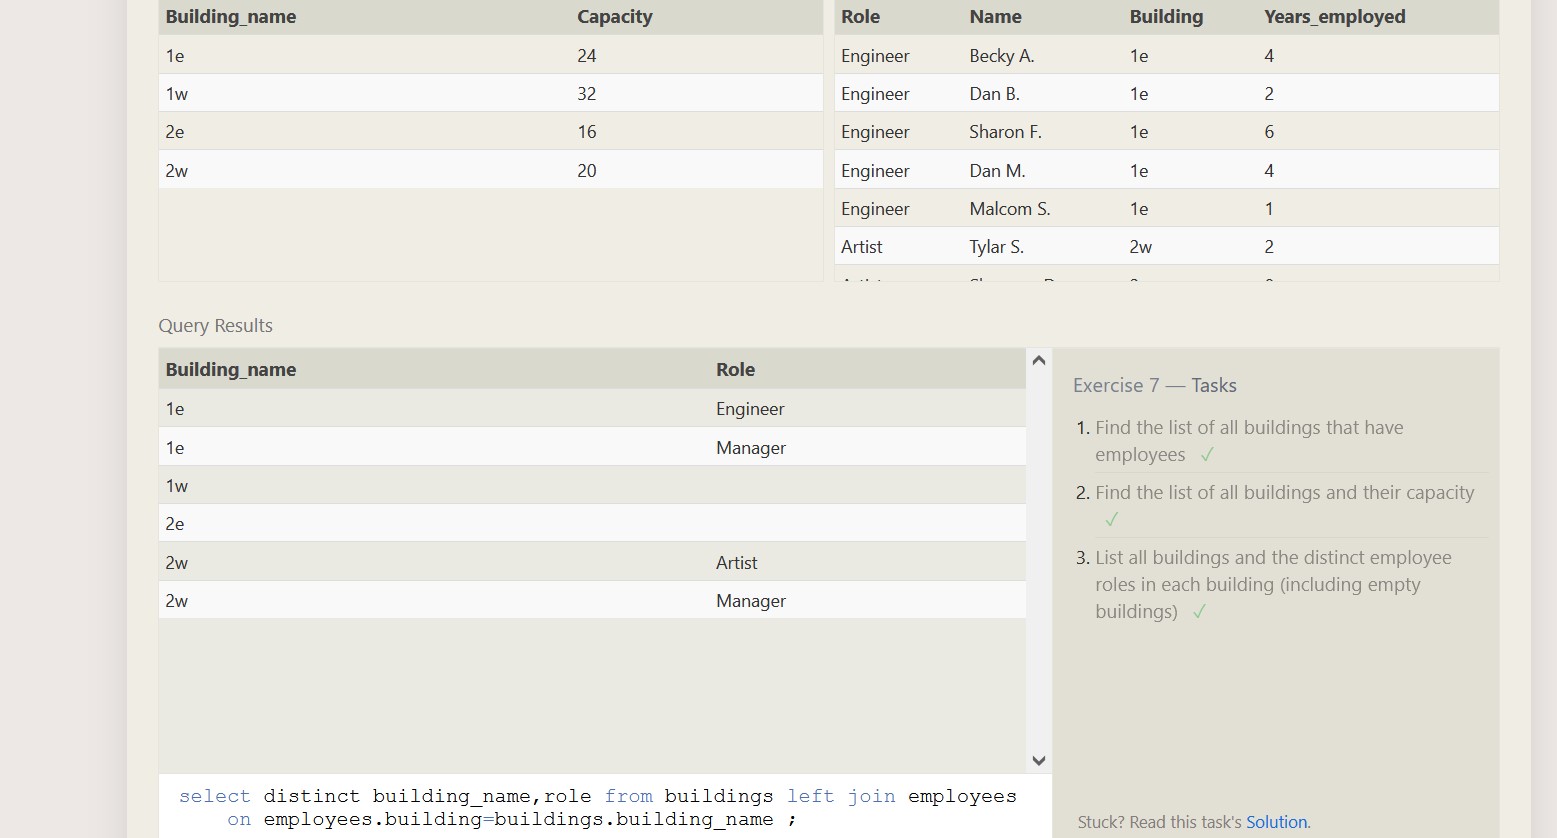 Building_name Capacity
1e 24
1w 32
2e 16
2w 20
Role Name Building Years_employed
Engineer Becky A. 1e 4
Engineer Dan B. 1e 2
Engineer Sharon F. 1e 6
Engineer Dan M. 1e 4
Engineer Malcom S. 1e 1
Artist Tylar S. 2w 2
Query Results
Building_name Role
1e Engineer
1e Manager
1w
2e
2w Artist
2w Manager
select distinct building_name,role from buildings left join employees
on employees.building=buildings.building_name ;
Exercise 7 — Tasks
1. Find the list of all buildings that have
employees ✓
2. Find the list of all buildings and their capacity
✓
3. List all buildings and the distinct employee
roles in each building (including empty
buildings) ✓
Stuck? Read this task's Solution.